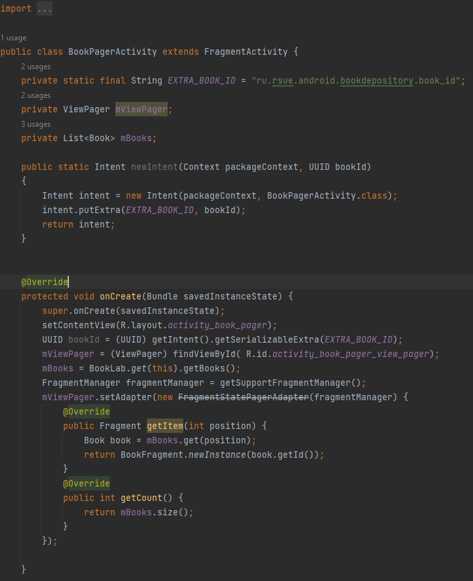 import ...
1 usage
public class BookPagerActivity extends FragmentActivity {
2 usages
private static final String EXTRA_BOOK_ID = "ru.rsue.android.bookdepository.book_id";
2 usages
private ViewPager mViewPager;
3 usages
private List<Book> mBooks;
public static Intent newIntent(Context packageContext, UUID bookId)
{
Intent intent = new Intent(packageContext, BookPagerActivity.class);
intent.putExtra(EXTRA_BOOK_ID, bookId);
return intent;
}
@Override
protected void onCreate(Bundle savedInstanceState) {
super.onCreate(savedInstanceState);
setContentView(R.layout.activity_book_pager);
UUID bookId = (UUID) getIntent().getSerializableExtra(EXTRA_BOOK_ID);
mViewPager = (ViewPager) findViewById( R.id.activity_book_pager_view_pager);
mBooks = BookLab.get(this).getBooks();
FragmentManager fragmentManager = getSupportFragmentManager();
mViewPager.setAdapter(new FragmentStatePagerAdapter(fragmentManager) {
@Override
public Fragment getItem(int position) {
Book book = mBooks.get(position);
return BookFragment.newInstance(book.getId());
}
@Override
public int getCount() {
return mBooks.size();
}
});
}